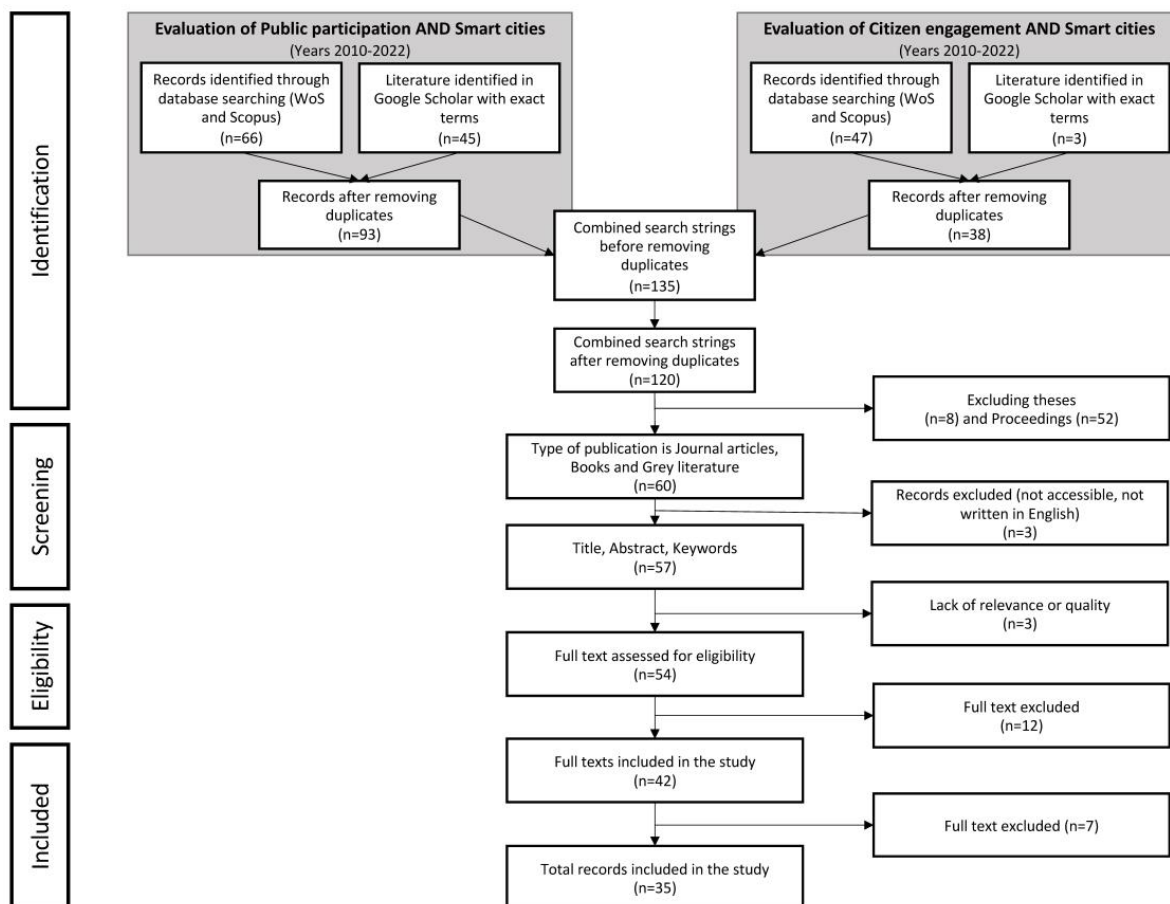 Identification
Evaluation of Public participation AND Smart cities
(Years 2010-2022)
Records identified through
database searching (WoS
and Scopus)
(n=66)
Literature identified in
Google Scholar with exact
terms
(n=45)
Records after removing
duplicates
(n=93)
Evaluation of Citizen engagement AND Smart cities
(Years 2010-2022)
Records identified through
database searching (WoS
and Scopus)
(n=47)
Literature identified in
Google Scholar with exact
terms
(n=3)
Records after removing
duplicates
(n=38)
Combined search strings
before removing
duplicates
(n=135)
Combined search strings
after removing duplicates
(n=120)
Excluding theses
(n=8) and Proceedings (n=52)
Screening
Type of publication is Journal articles,
Books and Grey literature
(n=60)
Records excluded (not accessible, not
written in English)
(n=3)
Title, Abstract, Keywords
(n=57)
Lack of relevance or quality
(n=3)
Eligibility
Full text assessed for eligibility
(n=54)
Full text excluded
(n=12)
Included
Full texts included in the study
(n=42)
Full text excluded (n=7)
Total records included in the study
(n=35)